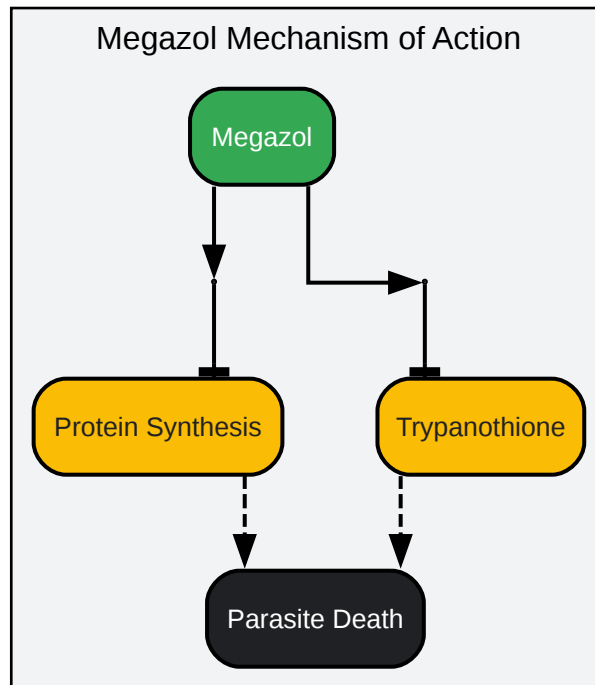 Megazol Mechanism of Action
Megazol
Protein Synthesis
Trypanothione
Parasite Death